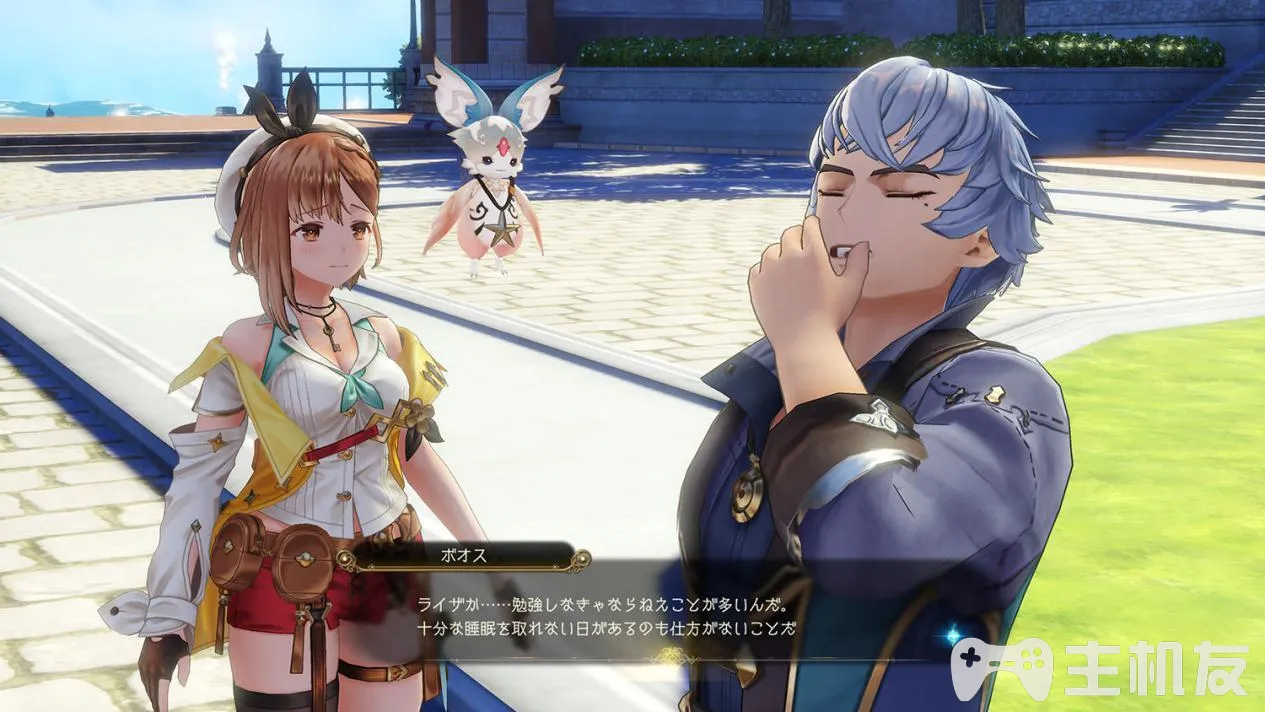 ボオス
ライザか……勉強しなきゃならねえことが多いんだ。
十分な睡眠を取れない日があるのも仕方がないことだ
主机友